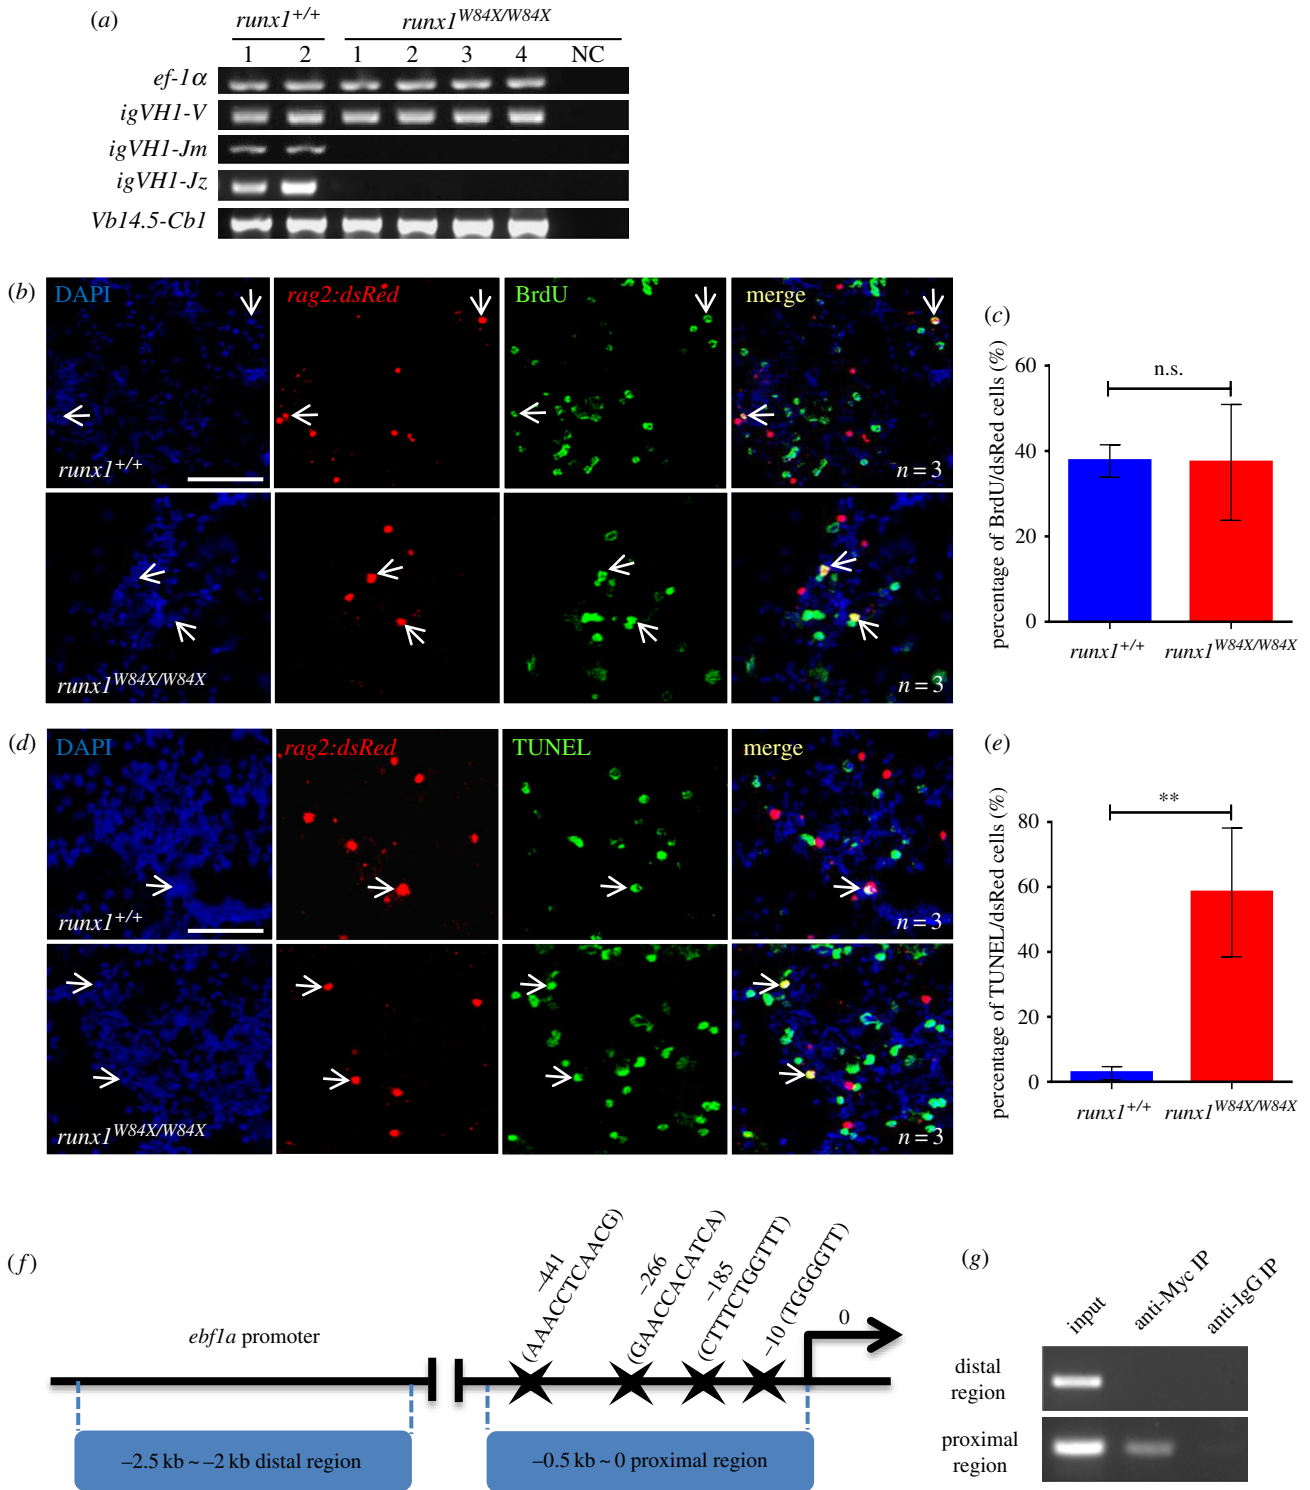 (a)
runx1+/+ runx1W84X/W84X
1 2 1 2 3 4 NC
ef-1α
igVH1-V
igVH1-Jm
igVH1-Jz
Vb14.5-Cb1
(b)
DAPI rag2:dsRed BrdU merge
runx1+/+ n = 3
runx1W84X/W84X n = 3
(c)
percentage of BrdU/dsRed cells (%)
60
40
20
0
n.s.
runx1+/+ runx1W84X/W84X
(d)
DAPI rag2:dsRed TUNEL merge
runx1+/+ n = 3
runx1W84X/W84X n = 3
(e)
percentage of TUNEL/dsRed cells (%)
80
60
40
20
0
**
runx1+/+ runx1W84X/W84X
(f)
ebf1a promoter
–441
(AAACCTCAACG)
–266
(GAACCACATCA)
–185
(CTTTCTGGTTT)
–10 (TGGGGTT)
0
–2.5 kb ~ –2 kb distal region
–0.5 kb ~ 0 proximal region
(g)
input anti-Myc IP anti-IgG IP
distal
region
proximal
region